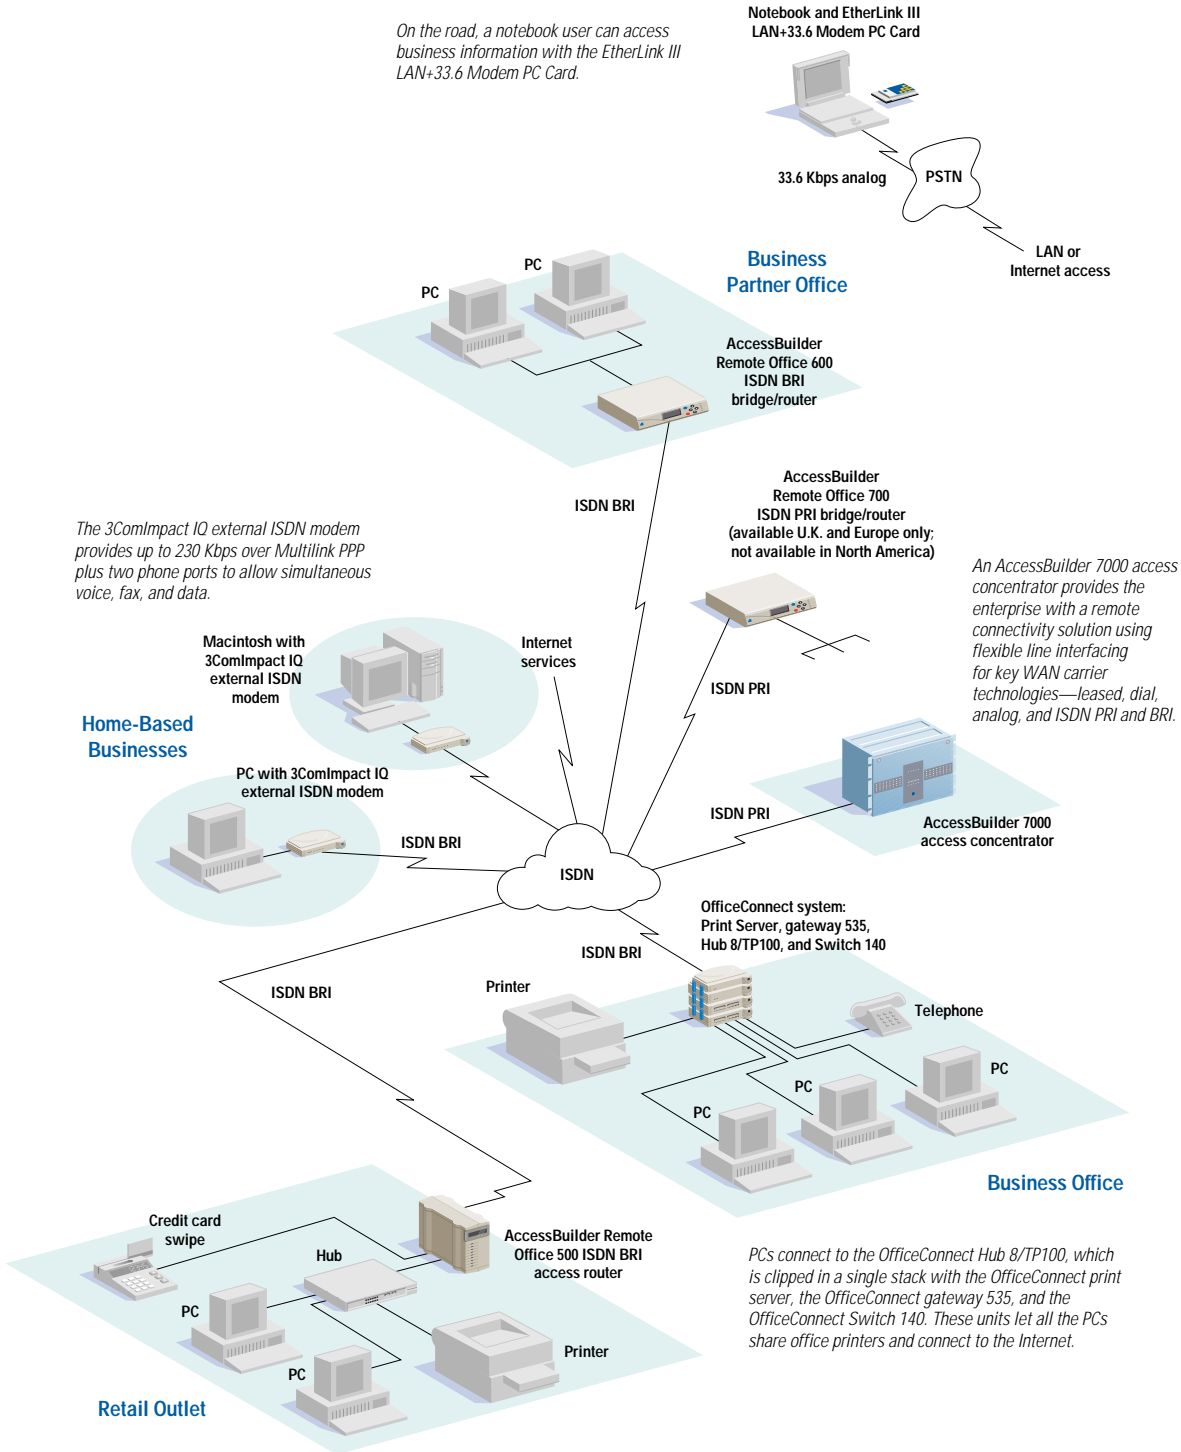 Notebook and EtherLink III
LAN+33.6 Modem PC Card
On the road, a notebook user can access
business information with the EtherLink III
LAN+33.6 Modem PC Card.
33.6 Kbps analog
PSTN
LAN or
Internet access
Business
Partner Office
PC
PC
AccessBuilder
Remote Office 600
ISDN BRI
bridge/router
ISDN BRI
AccessBuilder
Remote Office 700
ISDN PRI bridge/router
(available U.K. and Europe only;
not available in North America)
The 3ComImpact IQ external ISDN modem
provides up to 230 Kbps over Multilink PPP
plus two phone ports to allow simultaneous
voice, fax, and data.
An AccessBuilder 7000 access
concentrator provides the
enterprise with a remote
connectivity solution using
flexible line interfacing
for key WAN carrier
technologies—leased, dial,
analog, and ISDN PRI and BRI.
Macintosh with
3ComImpact IQ
external ISDN
modem
Internet
services
ISDN PRI
Home-Based
Businesses
PC with 3ComImpact IQ
external ISDN modem
ISDN BRI
ISDN PRI
AccessBuilder 7000
access concentrator
ISDN
OfficeConnect system:
Print Server, gateway 535,
Hub 8/TP100, and Switch 140
ISDN BRI
ISDN BRI
Printer
Telephone
PC
PC
PC
Business Office
Credit card
swipe
Hub
AccessBuilder Remote
Office 500 ISDN BRI
access router
PC
PC
Printer
Retail Outlet
PCs connect to the OfficeConnect Hub 8/TP100, which
is clipped in a single stack with the OfficeConnect print
server, the OfficeConnect gateway 535, and the
OfficeConnect Switch 140. These units let all the PCs
share office printers and connect to the Internet.